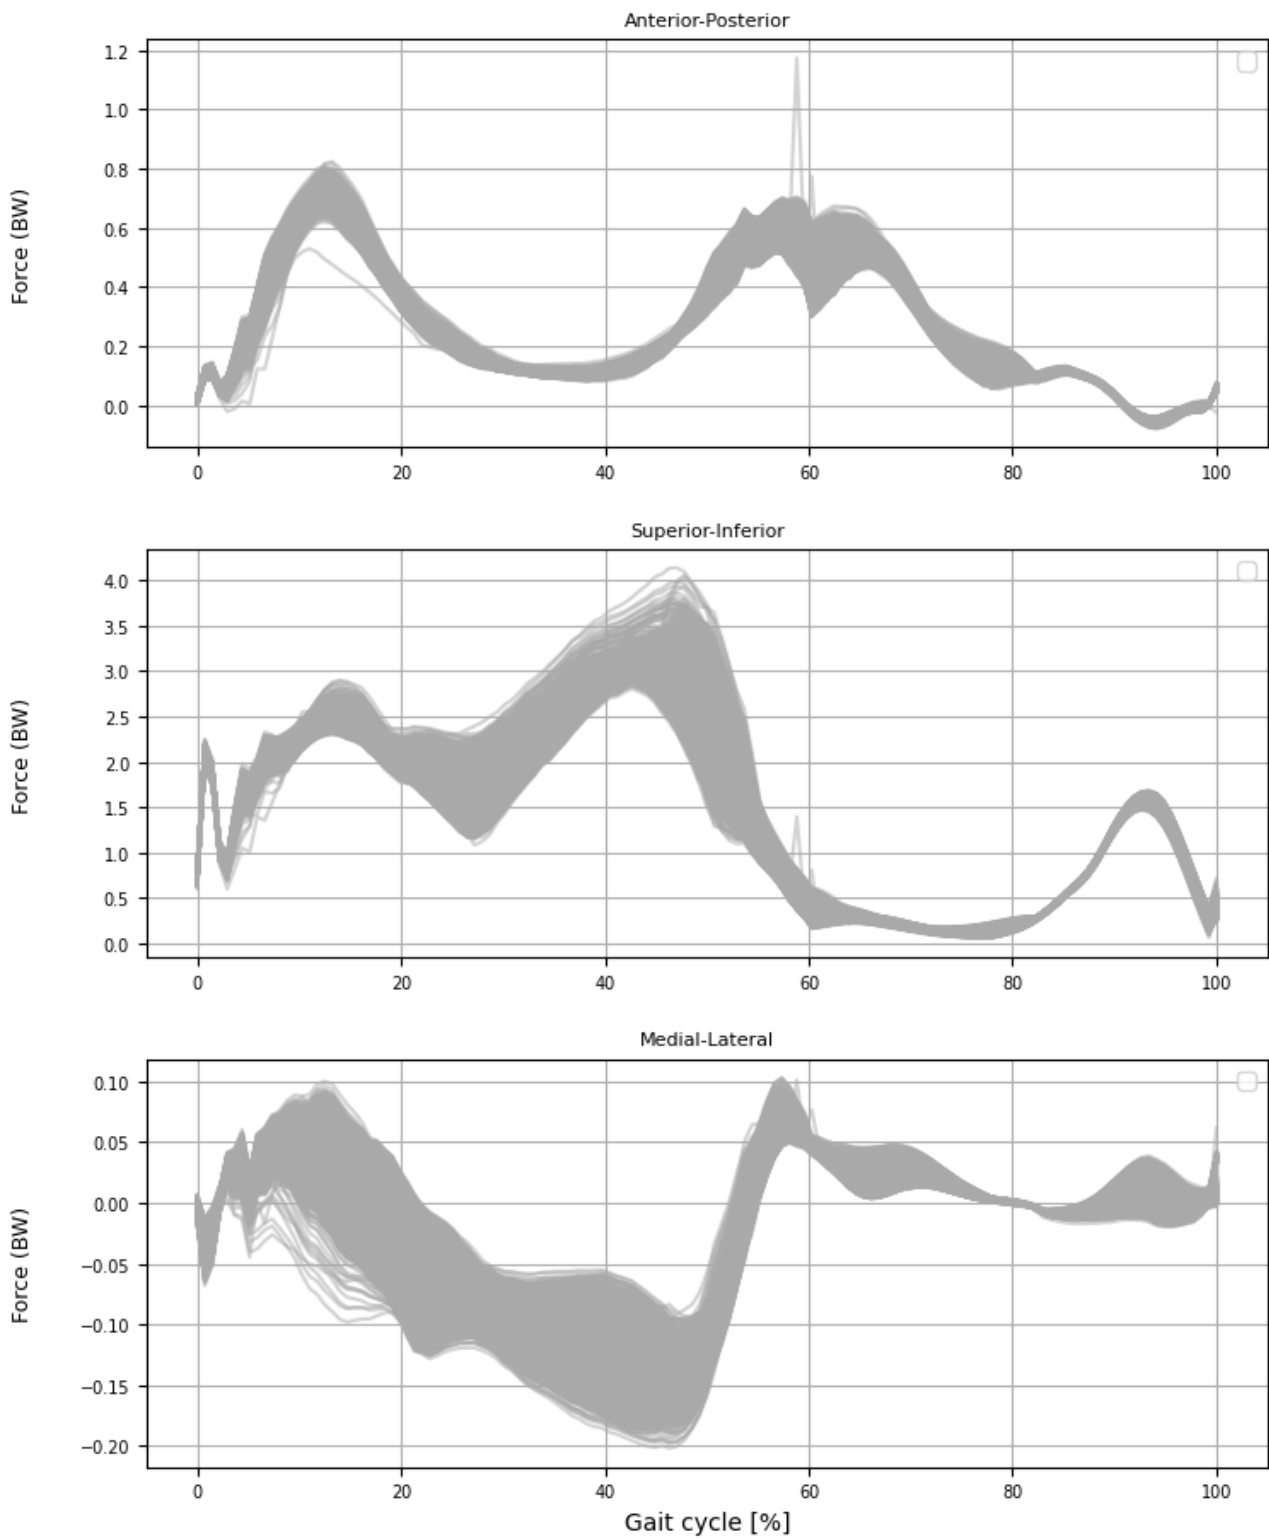 Anterior-Posterior
1.2
1.0
0.8
0.6
0.4
0.2
0.0
Force (BW)
0 20 40 60 80 100
Superior-Inferior
4.0
3.5
3.0
2.5
2.0
1.5
1.0
0.5
0.0
Force (BW)
0 20 40 60 80 100
Medial-Lateral
0.10
0.05
0.00
−0.05
−0.10
−0.15
−0.20
Force (BW)
0 20 40 60 80 100
Gait cycle [%]